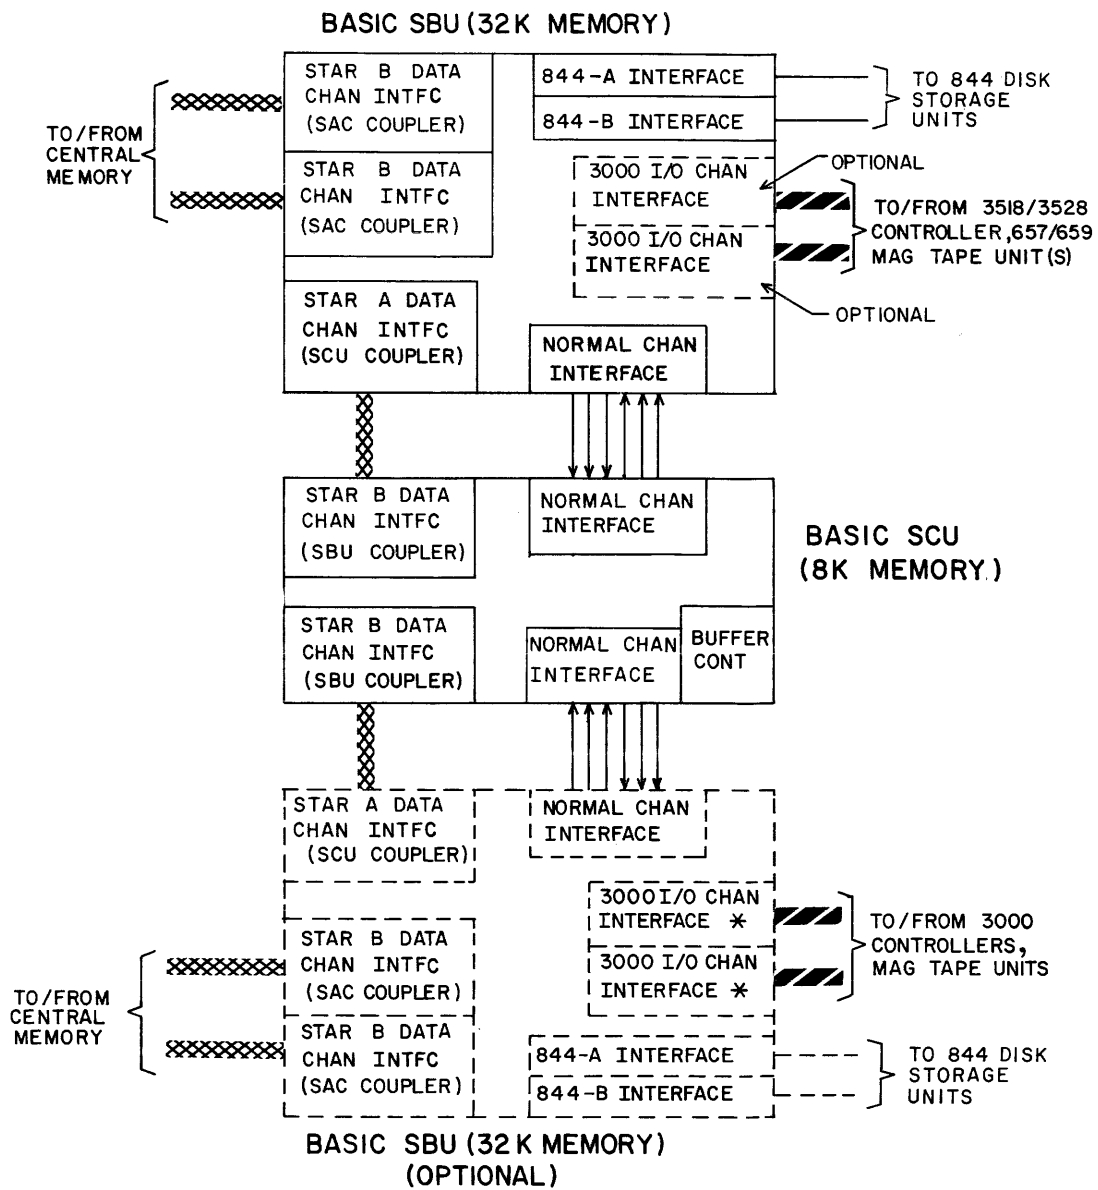 BASIC SBU (32K MEMORY)
STAR B DATA
CHAN INTFC
(SAC COUPLER)
844-A INTERFACE
844-B INTERFACE
TO 844 DISK
STORAGE
UNITS
TO/FROM
CENTRAL
MEMORY
STAR B DATA
CHAN INTFC
(SAC COUPLER)
3000 I/O CHAN
INTERFACE
OPTIONAL
3000 I/O CHAN
INTERFACE
TO/FROM 3518/3528
CONTROLLER,657/659
MAG TAPE UNIT(S)
OPTIONAL
STAR A DATA
CHAN INTFC
(SCU COUPLER)
NORMAL CHAN
INTERFACE
STAR B DATA
CHAN INTFC
(SBU COUPLER)
NORMAL CHAN
INTERFACE
BASIC SCU
(8K MEMORY)
STAR B DATA
CHAN INTFC
(SBU COUPLER)
NORMAL CHAN
INTERFACE
BUFFER
CONT
STAR A DATA
CHAN INTFC
(SCU COUPLER)
NORMAL CHAN
INTERFACE
3000 I/O CHAN
INTERFACE *
3000 I/O CHAN
INTERFACE *
TO/FROM 3000
CONTROLLERS,
MAG TAPE UNITS
TO/FROM
CENTRAL
MEMORY
STAR B DATA
CHAN INTFC
(SAC COUPLER)
STAR B DATA
CHAN INTFC
(SAC COUPLER)
844-A INTERFACE
844-B INTERFACE
TO 844 DISK
STORAGE
UNITS
BASIC SBU (32K MEMORY)
(OPTIONAL)